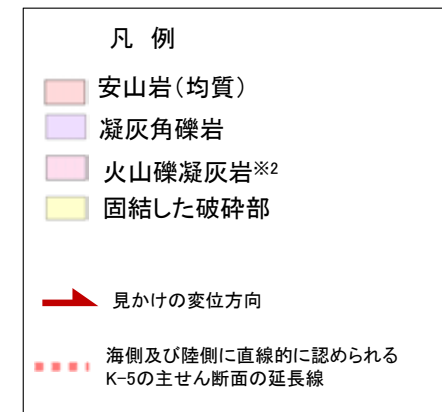 凡 例
安山岩(均質)
凝灰角礫岩
火山礫凝灰岩※2
固結した破砕部
見かけの変位方向
海側及び陸側に直線的に認められる
K-5の主せん断面の延長線